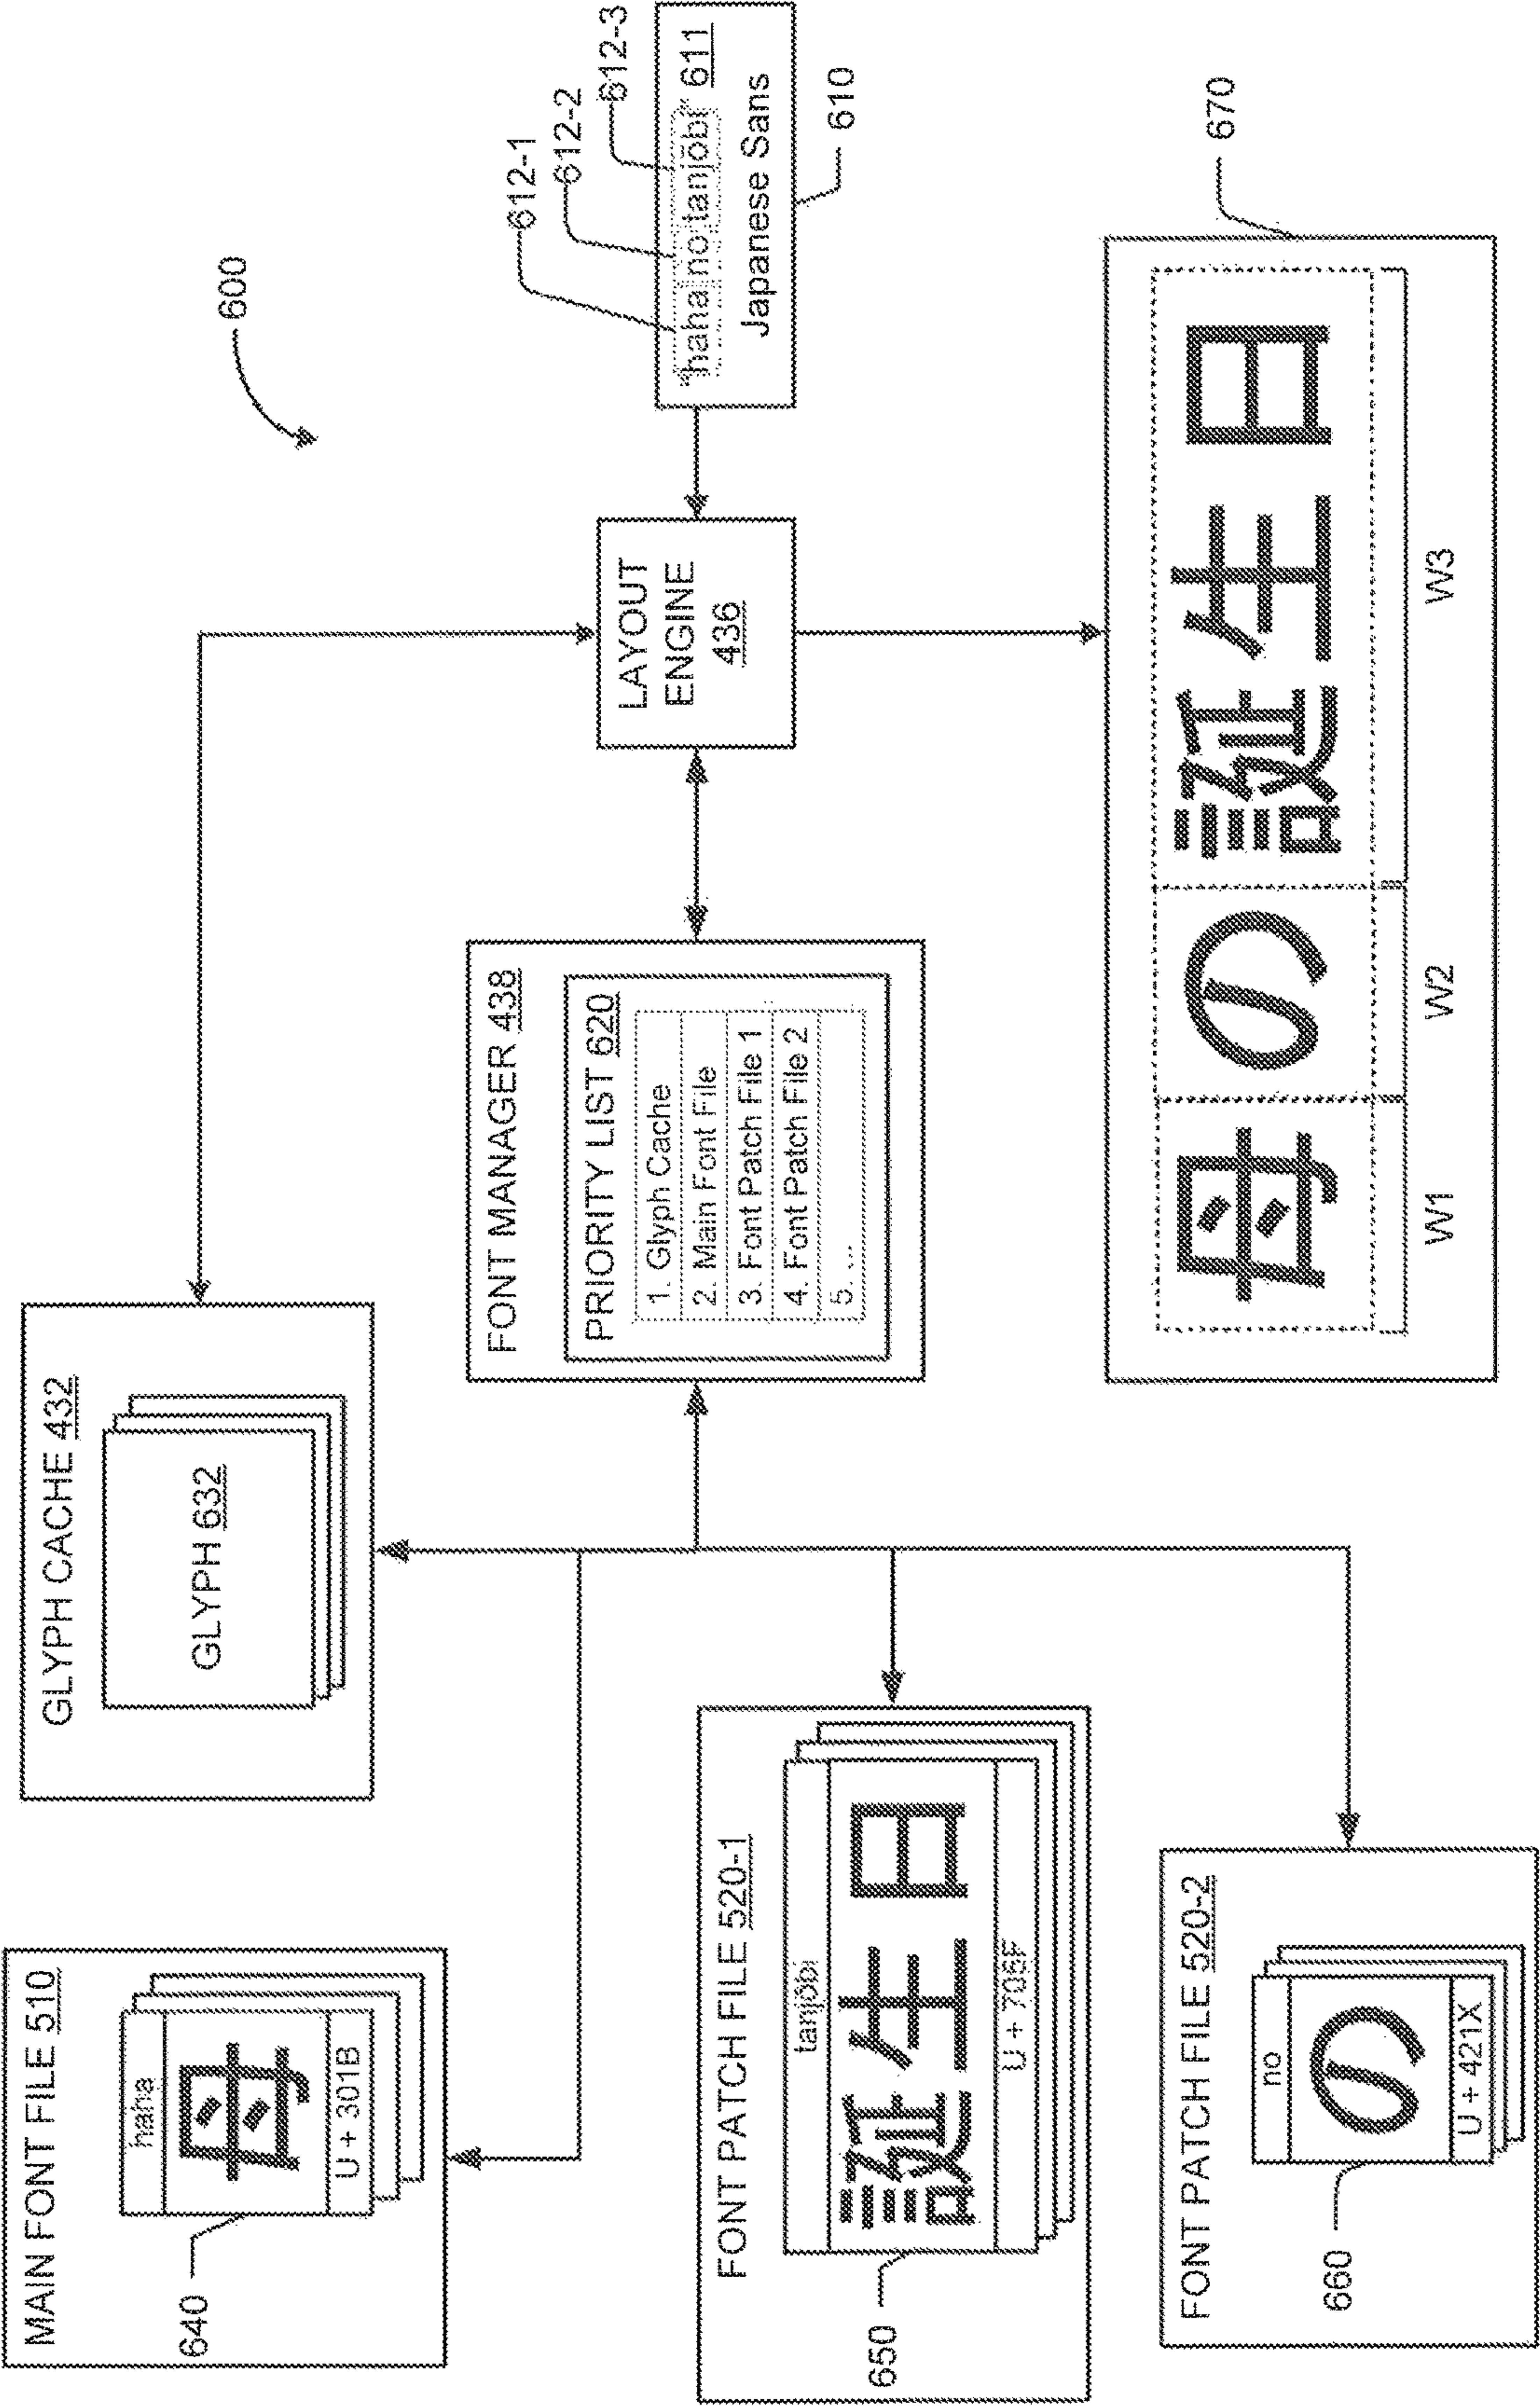 600
MAIN FONT FILE 510
haha
母
U + 301B
640
GLYPH CACHE 432
GLYPH 632
FONT MANAGER 438
PRIORITY LIST 620
1. Glyph Cache
2. Main Font File
3. Font Patch File 1
4. Font Patch File 2
5. ...
LAYOUT
ENGINE
436
612-1
612-2
612-3
"haha no tanjobi" 611
Japanese Sans
610
FONT PATCH FILE 520-1
tanjobi
誕生日
U + 705F
650
FONT PATCH FILE 520-2
no
の
U + 421X
660
670
母の誕生日
W1 W2 W3